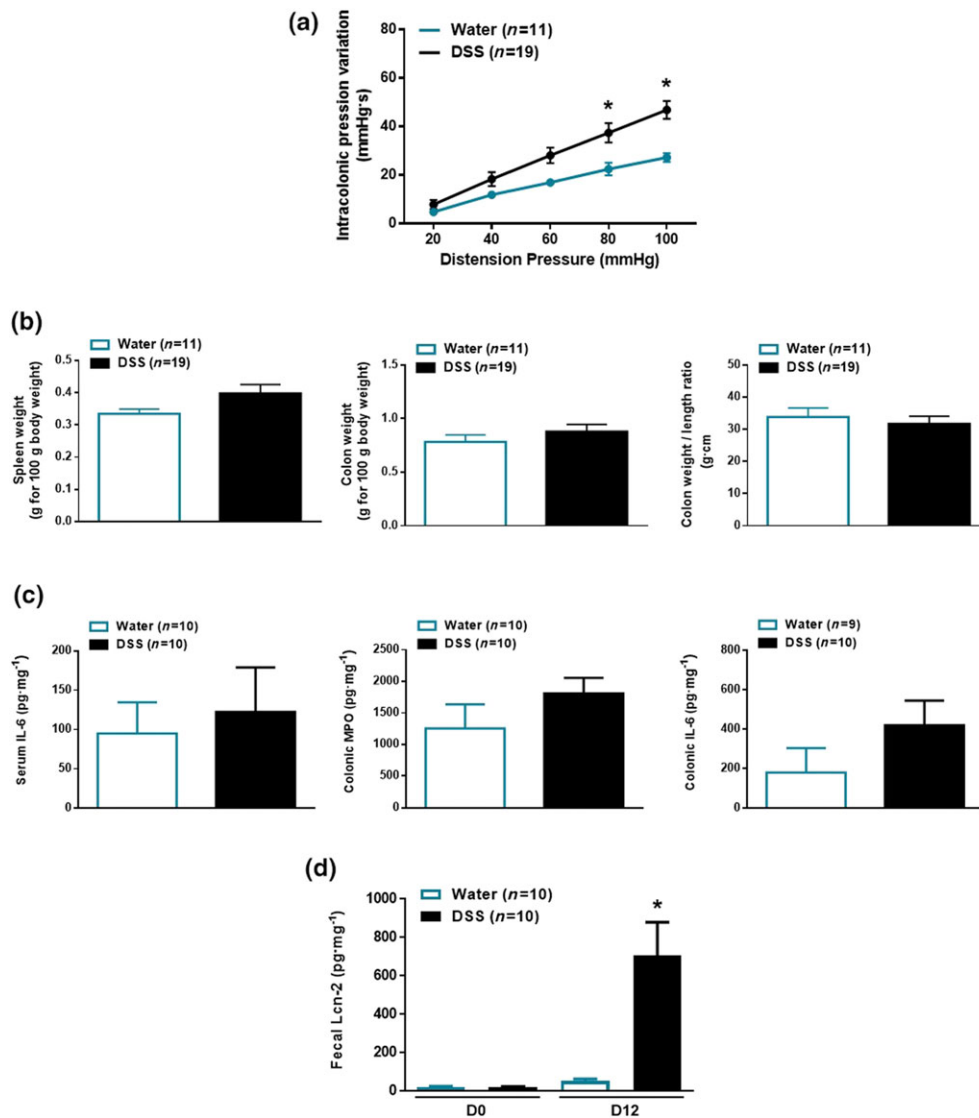 (a)
Water (n=11)
DSS (n=19)
Intracolonic pression variation
(mmHg·s)
80
60
40
20
0
*
*
20 40 60 80 100
Distension Pressure (mmHg)
(b)
Water (n=11)
DSS (n=19)
Spleen weight
(g for 100 g body weight)
0.5
0.4
0.3
0.2
0.1
0.0
Water (n=11)
DSS (n=19)
Colon weight
(g for 100 g body weight)
1.5
1.0
0.5
0.0
Water (n=11)
DSS (n=19)
Colon weight / length ratio
g·cm
50
40
30
20
10
0
(c)
Water (n=10)
DSS (n=10)
Serum IL-6 (pg·mg⁻¹)
200
150
100
50
0
Water (n=10)
DSS (n=10)
Colonic MPO (pg·mg⁻¹)
2500
2000
1500
1000
500
0
Water (n=9)
DSS (n=10)
Colonic IL-6 (pg·mg⁻¹)
800
600
400
200
0
(d)
Water (n=10)
DSS (n=10)
Fecal Lcn-2 (pg·mg⁻¹)
1000
800
600
400
200
0
*
D0 D12